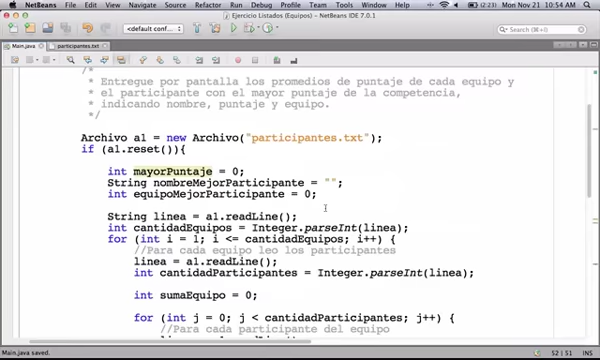 NetBeans File Edit View Navigate Source Refactor Run Debug Profile Team Tools Window Help (2:23) Mon Nov 21 10:54 AM
Ejercicio Listados (Equipos) - NetBeans IDE 7.0.1
<default conf... Search (⌘+I)
Main.java participantes.txt
/*
* Entregue por pantalla los promedios de puntaje de cada equipo y
* el participante con el mayor puntaje de la competencia,
* indicando nombre, puntaje y equipo.
*/
Archivo a1 = new Archivo("participantes.txt");
if (a1.reset()){
int mayorPuntaje = 0;
String nombreMejorParticipante = "";
int equipoMejorParticipante = 0;
String linea = a1.readLine();
int cantidadEquipos = Integer.parseInt(linea);
for (int i = 1; i <= cantidadEquipos; i++) {
//Para cada equipo leo los participantes
linea = a1.readLine();
int cantidadParticipantes = Integer.parseInt(linea);
int sumaEquipo = 0;
for (int j = 0; j < cantidadParticipantes; j++) {
//Para cada participante del equipo
Main.java saved. 52 | 51 INS